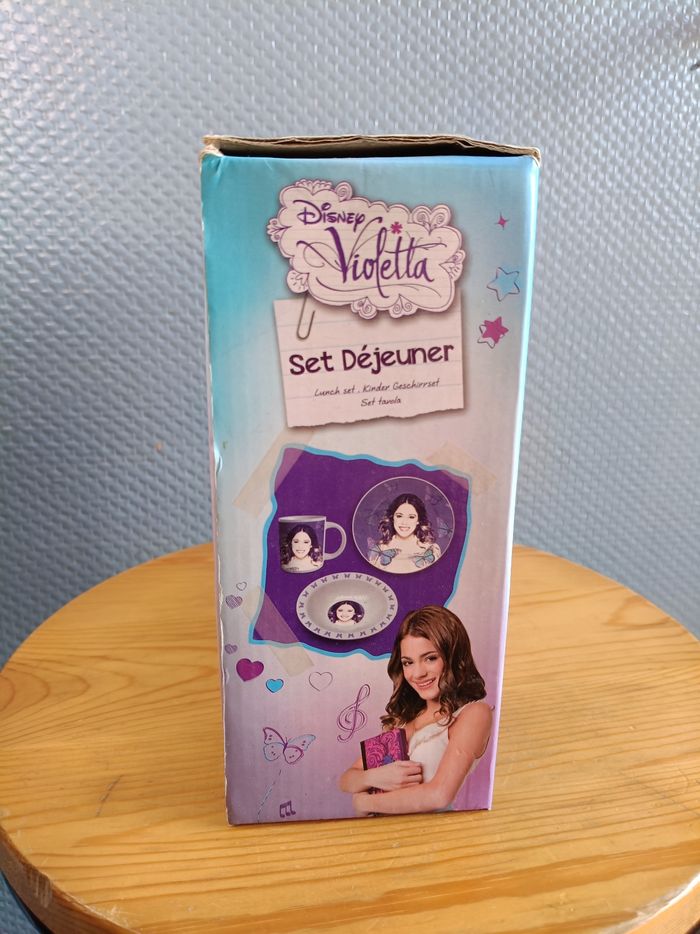 Disney
Violetta
Set Déjeuner
Lunch set . Kinder Geschirrset
Set tavola